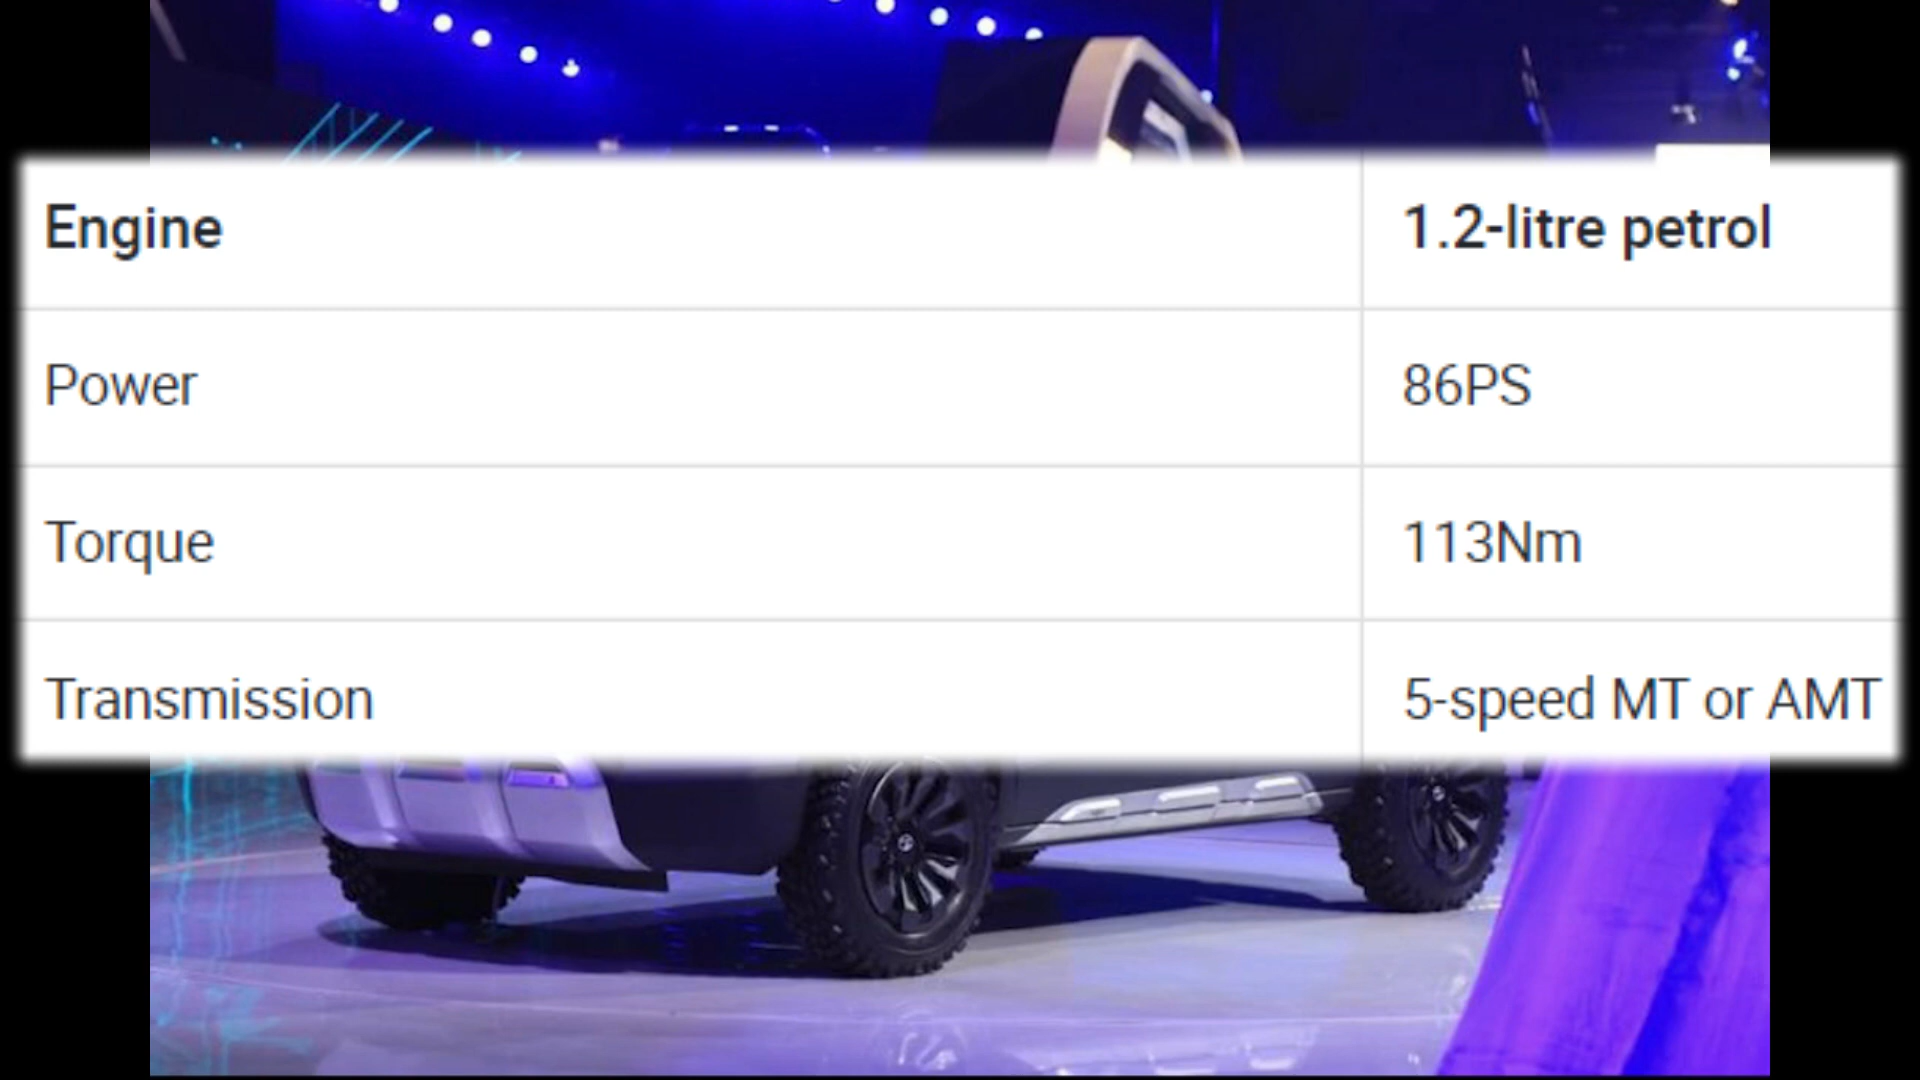 Engine 1.2-litre petrol
Power 86PS
Torque 113Nm
Transmission 5-speed MT or AMT